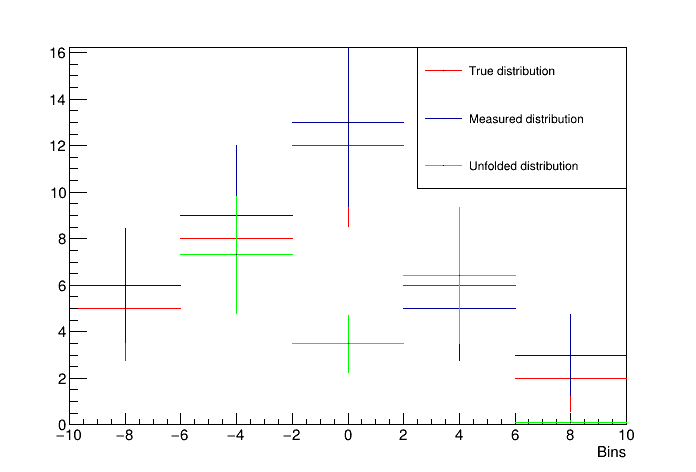 16
14
12
10
8
6
4
2
0
True distribution
Measured distribution
Unfolded distribution
−10 −8 −6 −4 −2 0 2 4 6 8 10
Bins